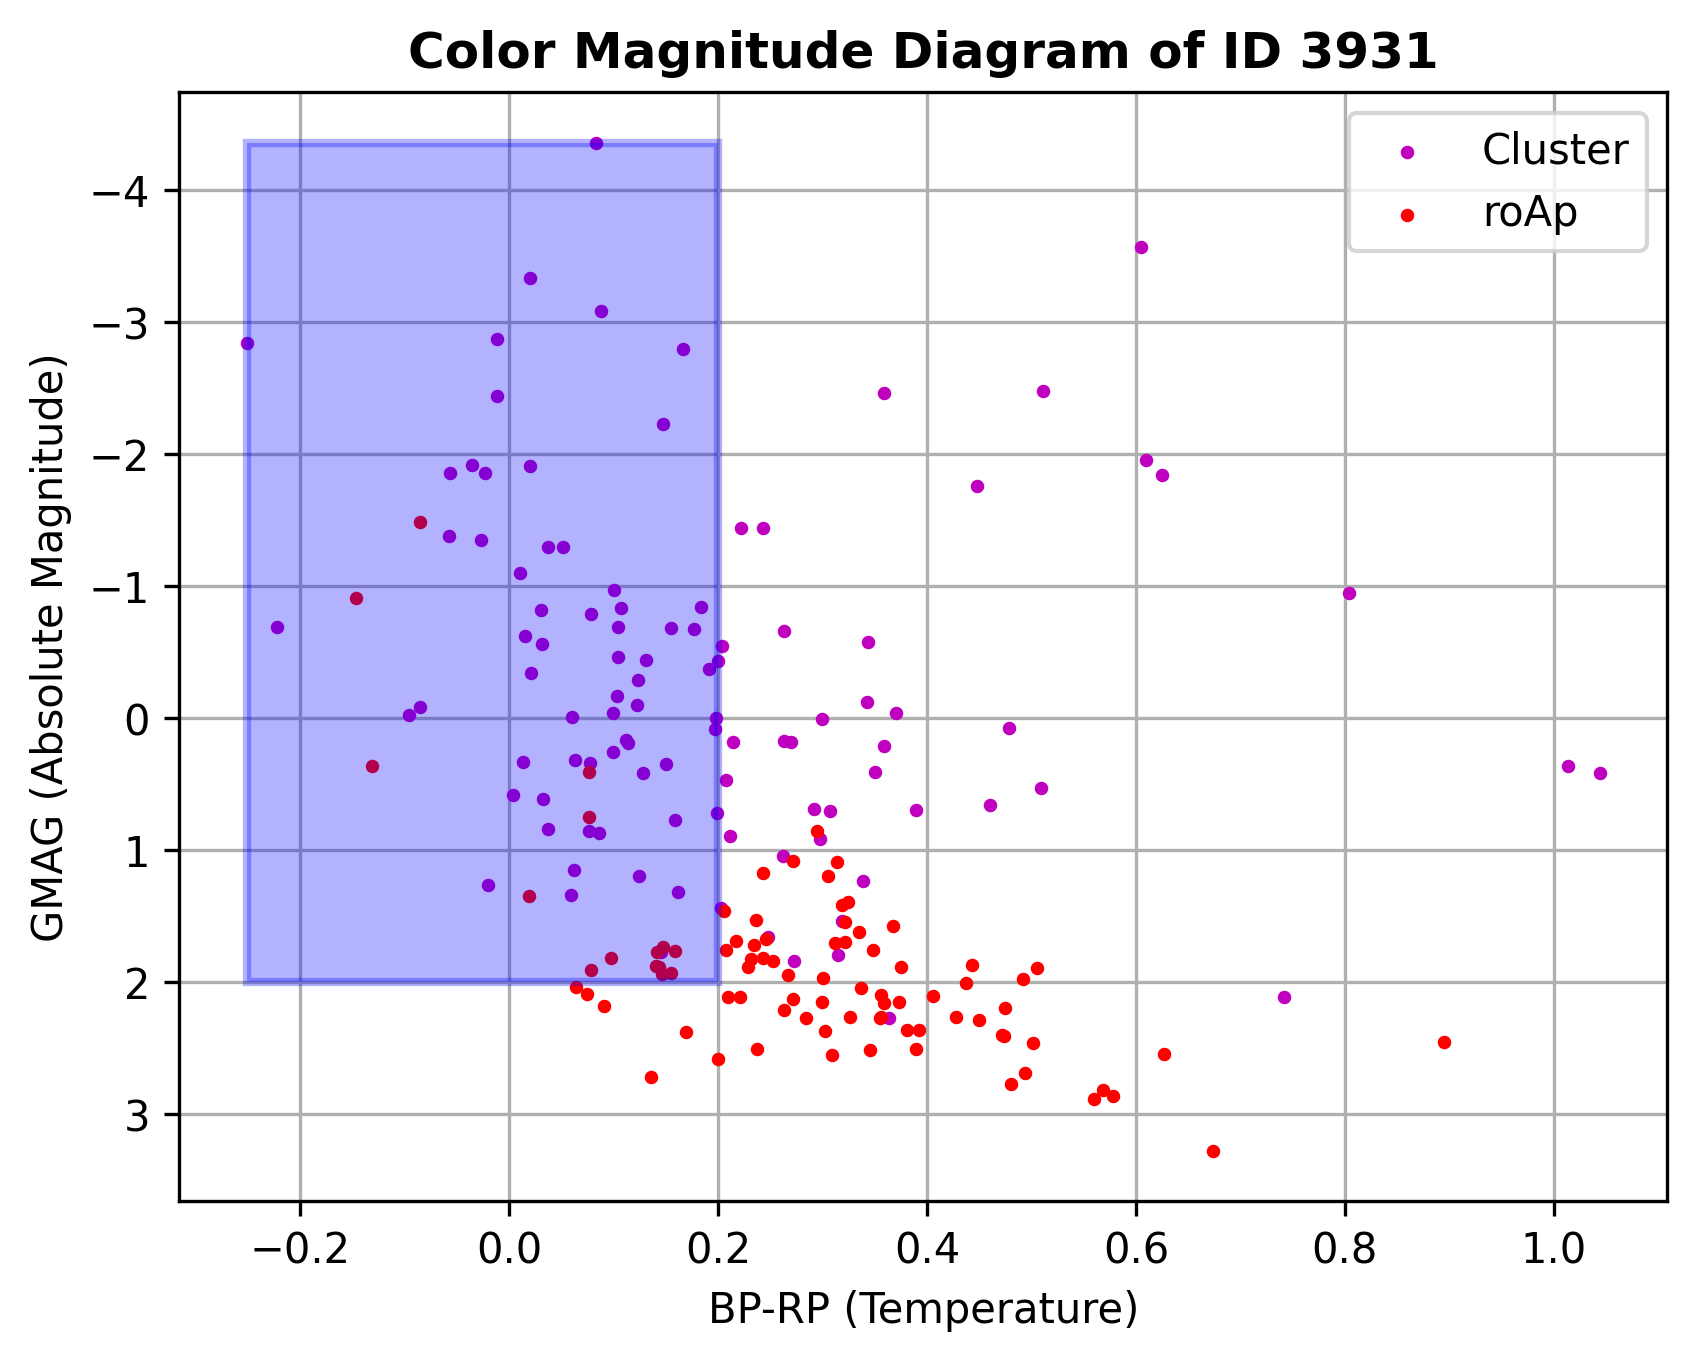 Color Magnitude Diagram of ID 3931
Cluster
roAp
−4
−3
−2
−1
0
1
2
3
GMAG (Absolute Magnitude)
−0.2 0.0 0.2 0.4 0.6 0.8 1.0
BP-RP (Temperature)